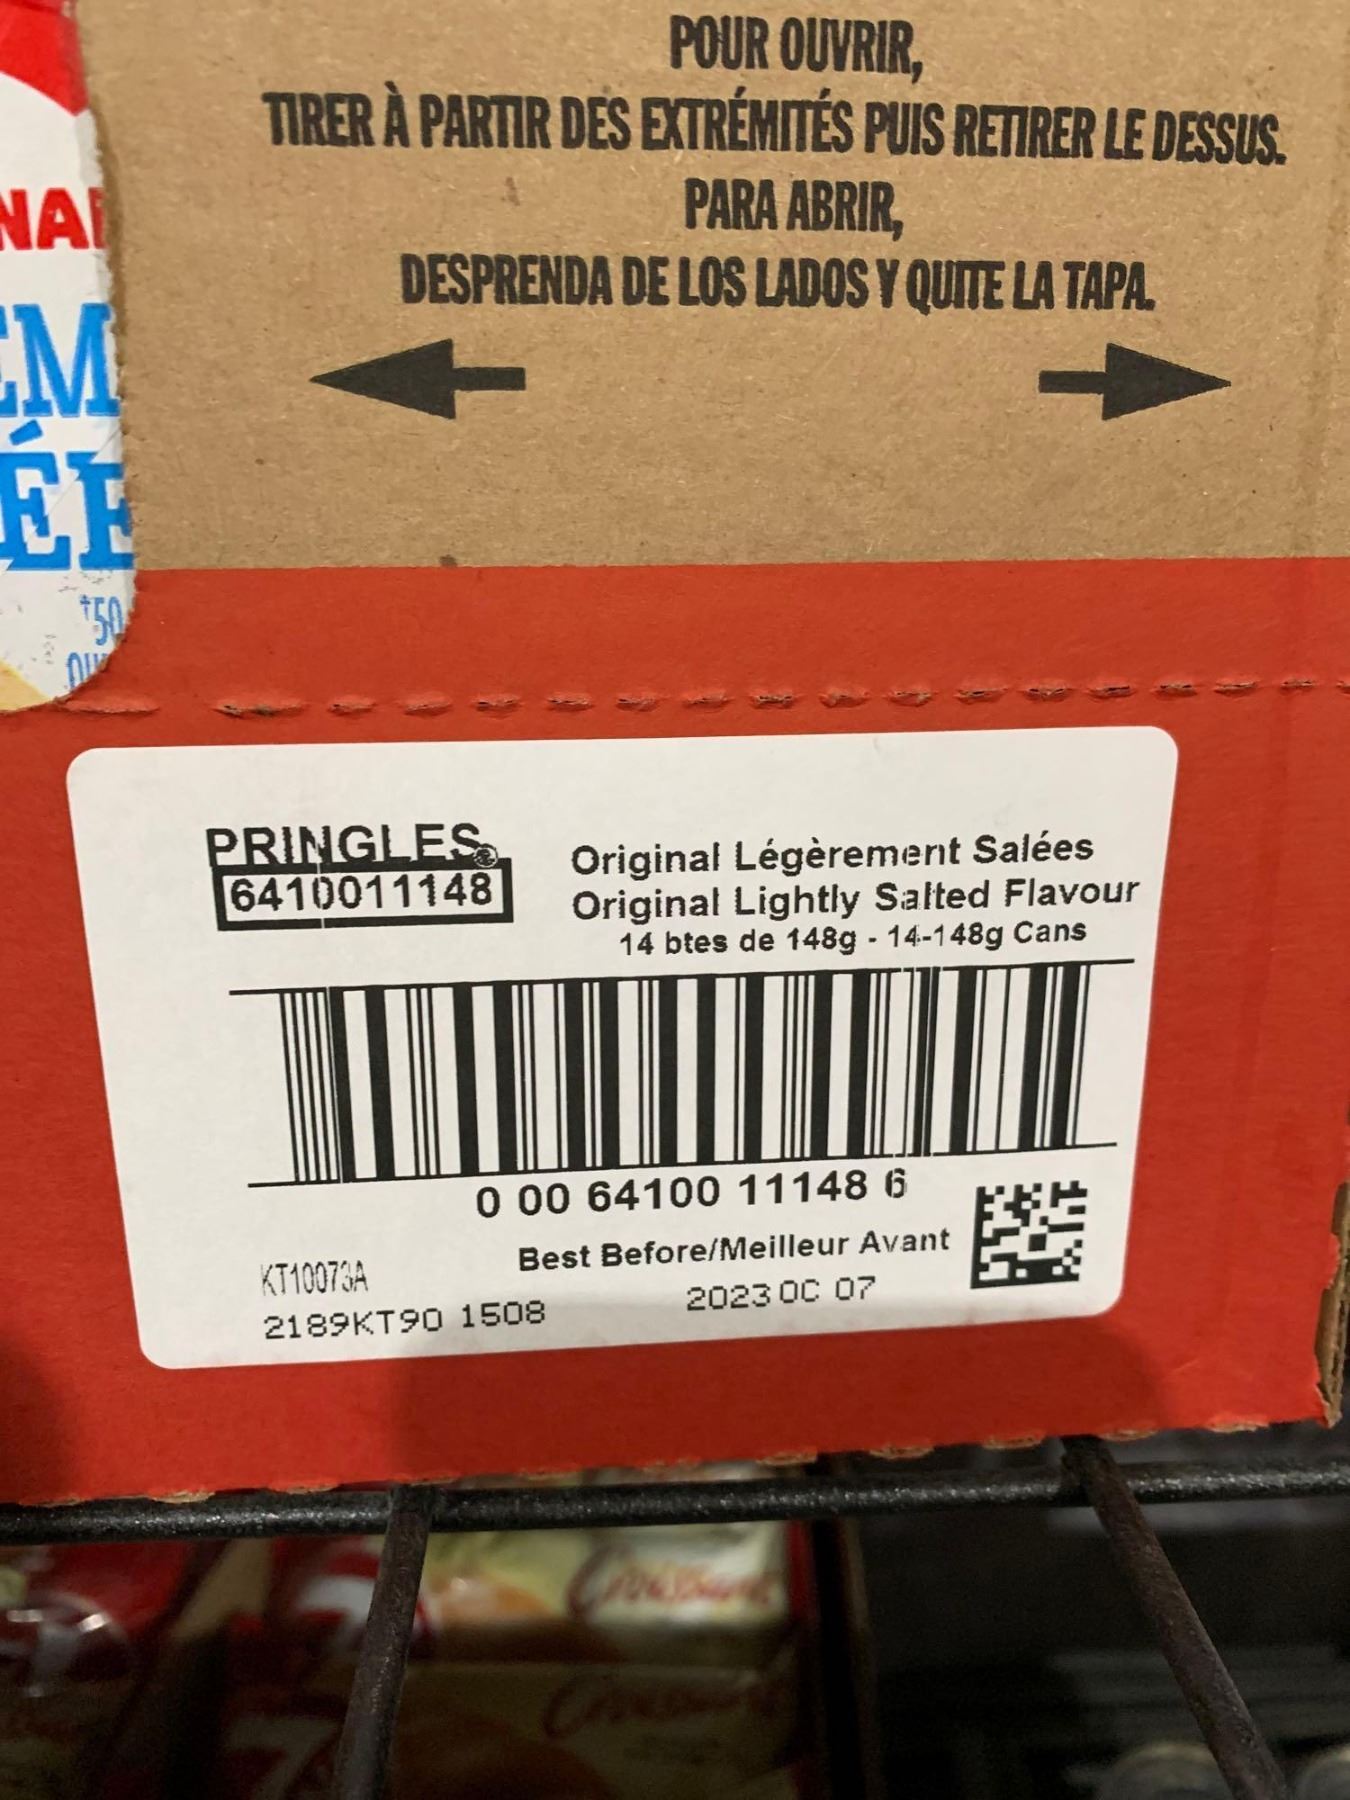 POUR OUVRIR,
TIRER À PARTIR DES EXTRÉMITÉS PUIS RETIRER LE DESSUS.
PARA ABRIR,
DESPRENDA DE LOS LADOS Y QUITE LA TAPA.
PRINGLES®
6410011148
Original Légèrement Salées
Original Lightly Salted Flavour
14 btes de 148g - 14-148g Cans
0 00 64100 11148 6
Best Before/Meilleur Avant
2023 OC 07
KT10073A
2189KT90 1508